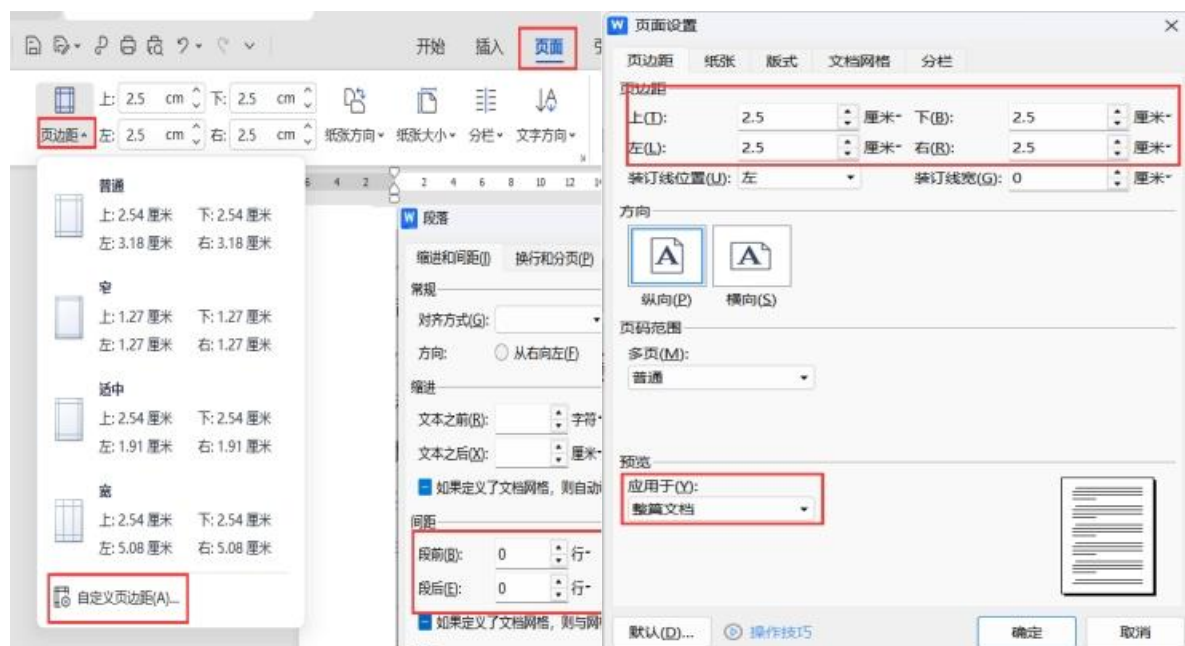 开始 插入 页面
页边距 上: 2.5 cm 下: 2.5 cm
左: 2.5 cm 右: 2.5 cm
纸张方向 纸张大小 分栏 文字方向
普通
上: 2.54 厘米 下: 2.54 厘米
左: 3.18 厘米 右: 3.18 厘米
窄
上: 1.27 厘米 下: 1.27 厘米
左: 1.27 厘米 右: 1.27 厘米
适中
上: 2.54 厘米 下: 2.54 厘米
左: 1.91 厘米 右: 1.91 厘米
宽
上: 2.54 厘米 下: 2.54 厘米
左: 5.08 厘米 右: 5.08 厘米
自定义页边距(A)...
6 4 2 2 4 6 8 10 12
W 段落
缩进和间距(I) 换行和分页(P)
常规
对齐方式(G):
方向: 从右向左(F)
缩进
文本之前(R): 字符
文本之后(X): 厘米
如果定义了文档网格，则自动
间距
段前(B): 0 行
段后(E): 0 行
如果定义了文档网格，则与网
W 页面设置
页边距 纸张 版式 文档网格 分栏
页边距
上(T): 2.5 厘米 下(B): 2.5 厘米
左(L): 2.5 厘米 右(R): 2.5 厘米
装订线位置(U): 左 装订线宽(G): 0 厘米
方向
A A
纵向(P) 横向(S)
页码范围
多页(M):
普通
预览
应用于(Y):
整篇文档
默认(D)... 操作技巧 确定 取消